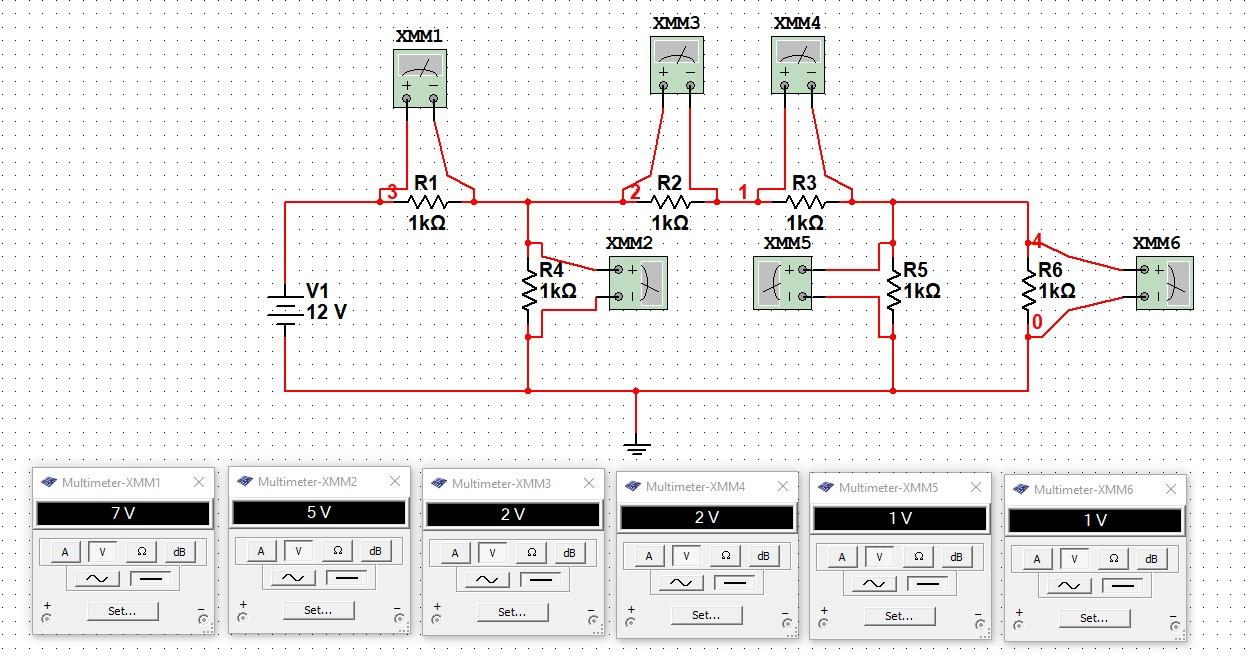 XMM1
XMM3
XMM4
3
R1
1kΩ
2
R2
1kΩ
1
R3
1kΩ
V1
12 V
R4
1kΩ
XMM2
XMM5
R5
1kΩ
4
R6
1kΩ
0
XMM6
Multimeter-XMM1
7 V
A V Ω dB
Set...
Multimeter-XMM2
5 V
A V Ω dB
Set...
Multimeter-XMM3
2 V
A V Ω dB
Set...
Multimeter-XMM4
2 V
A V Ω dB
Set...
Multimeter-XMM5
1 V
A V Ω dB
Set...
Multimeter-XMM6
1 V
A V Ω dB
Set...